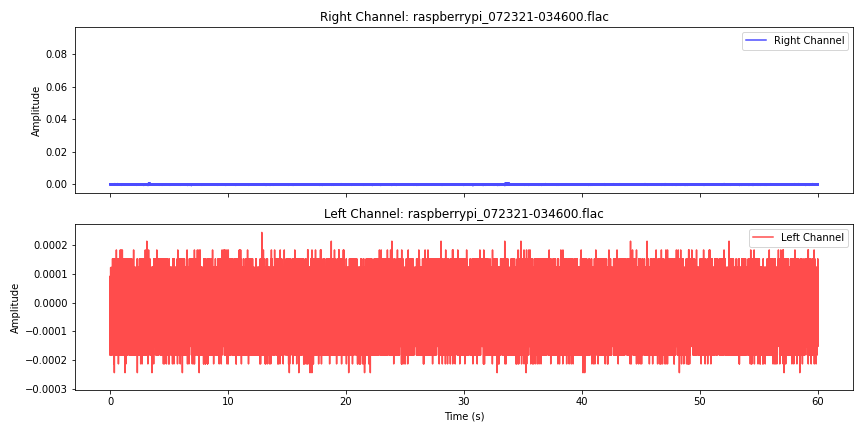 Right Channel: raspberrypi_072321-034600.flac
Right Channel
0.08
0.06
0.04
0.02
0.00
Amplitude
Left Channel: raspberrypi_072321-034600.flac
Left Channel
0.0002
0.0001
0.0000
−0.0001
−0.0002
−0.0003
Amplitude
0 10 20 30 40 50 60
Time (s)